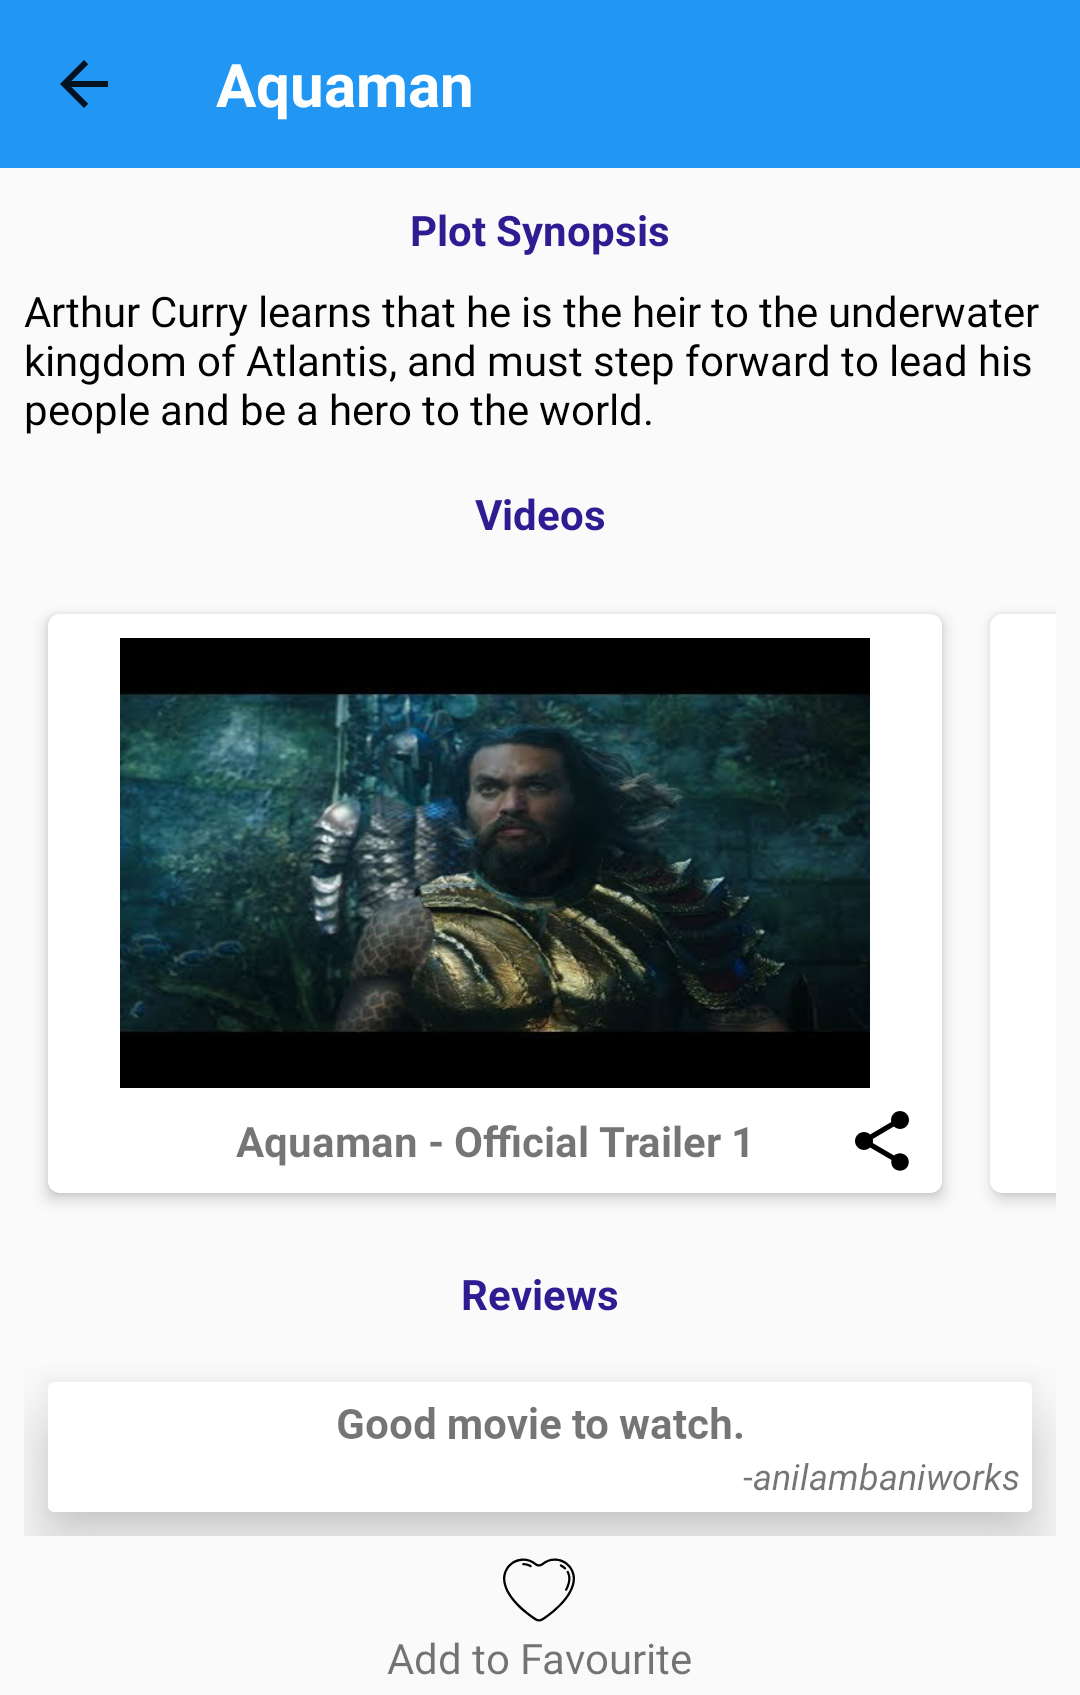 Aquaman
Plot Synopsis
Arthur Curry learns that he is the heir to the underwater
kingdom of Atlantis, and must step forward to lead his
people and be a hero to the world.
Videos
Aquaman - Official Trailer 1
Reviews
Good movie to watch.
-anilambaniworks
Add to Favourite